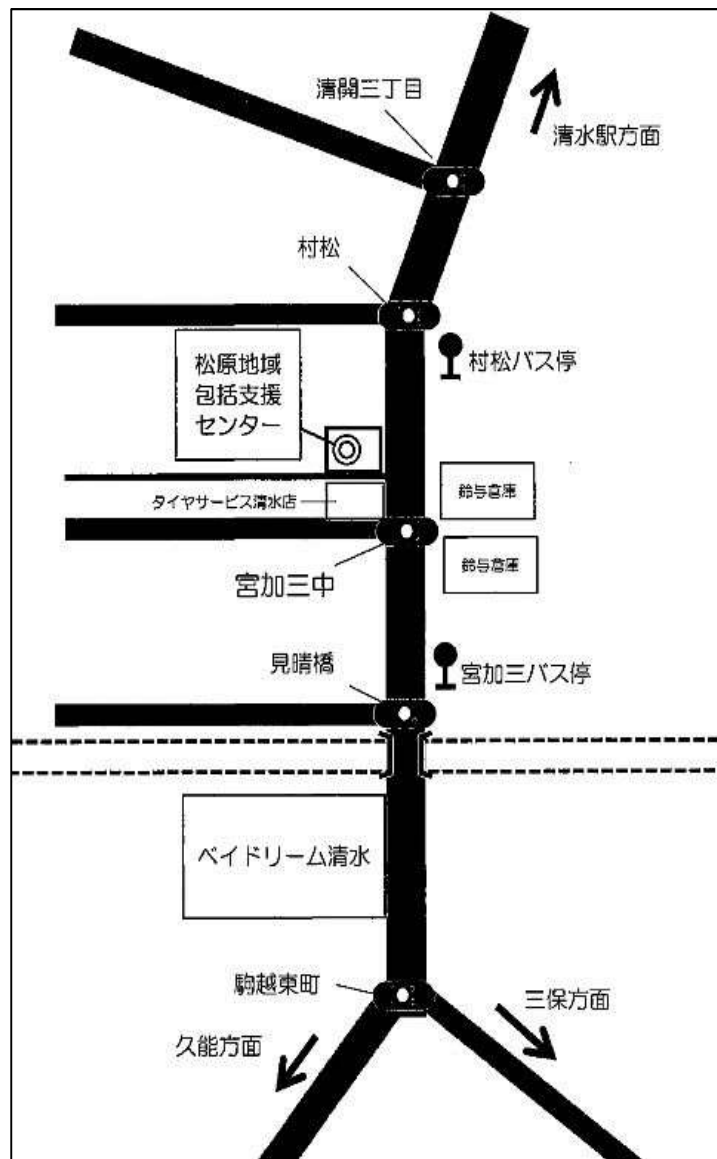 清開三丁目
清水駅方面
村松
村松バス停
松原地域
包括支援
センター
タイヤサービス清水店
鈴与倉庫
鈴与倉庫
宮加三中
見晴橋
宮加三バス停
ベイドリーム清水
駒越東町
三保方面
久能方面